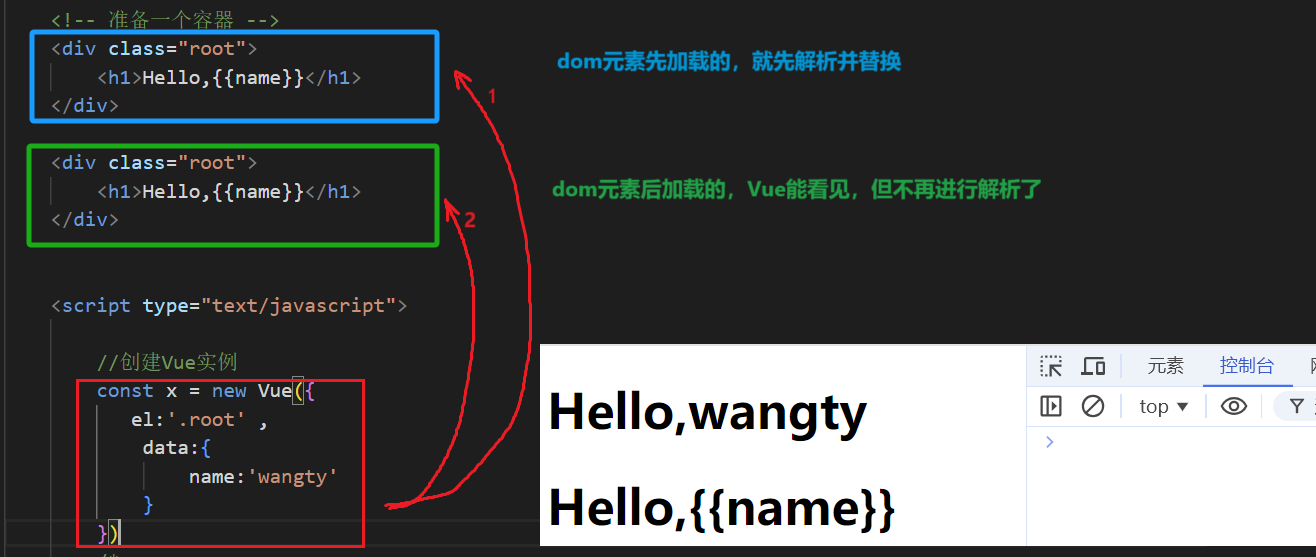 <!-- 准备一个容器 -->
<div class="root">
<h1>Hello,{{name}}</h1>
</div>
dom元素先加载的，就先解析并替换
1
<div class="root">
<h1>Hello,{{name}}</h1>
</div>
dom元素后加载的，Vue能看见，但不再进行解析了
2
<script type="text/javascript">
//创建Vue实例
const x = new Vue({
el:'.root' ,
data:{
name:'wangty'
}
})
Hello,wangty
Hello,{{name}}
元素
控制台
top